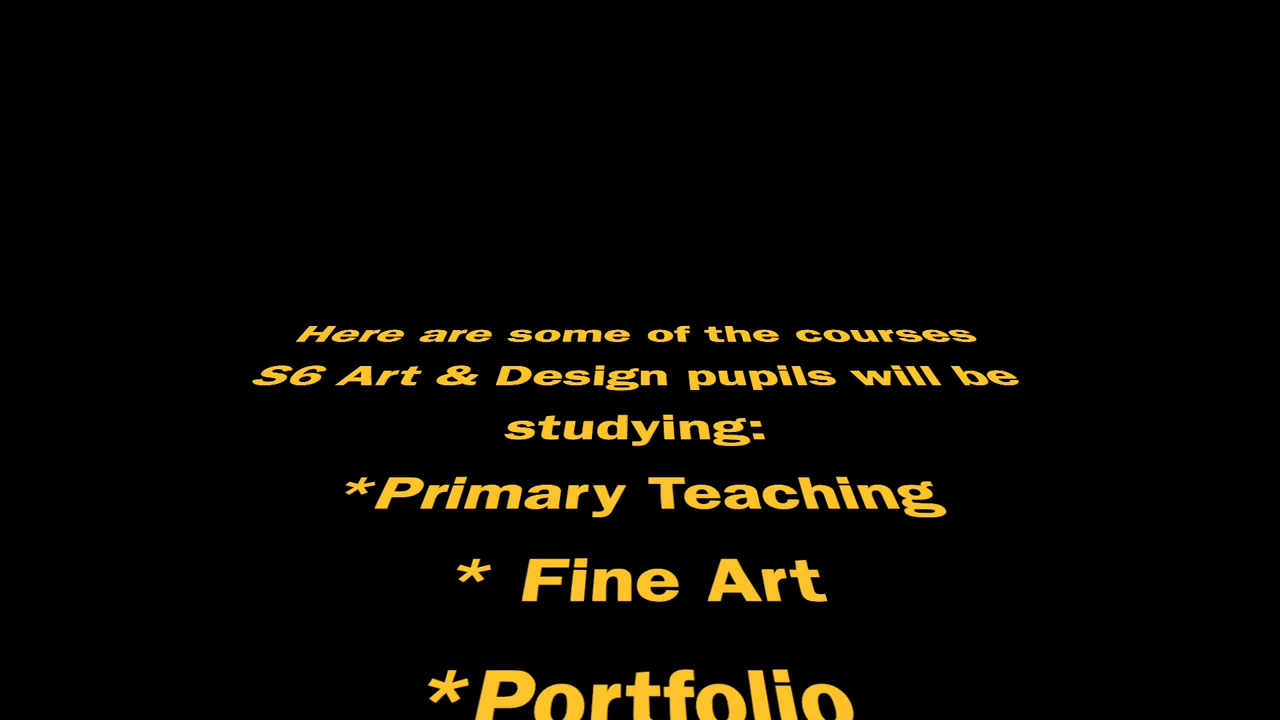 Here are some of the courses
S6 Art & Design pupils will be
studying:
*Primary Teaching
* Fine Art
*Portfolio